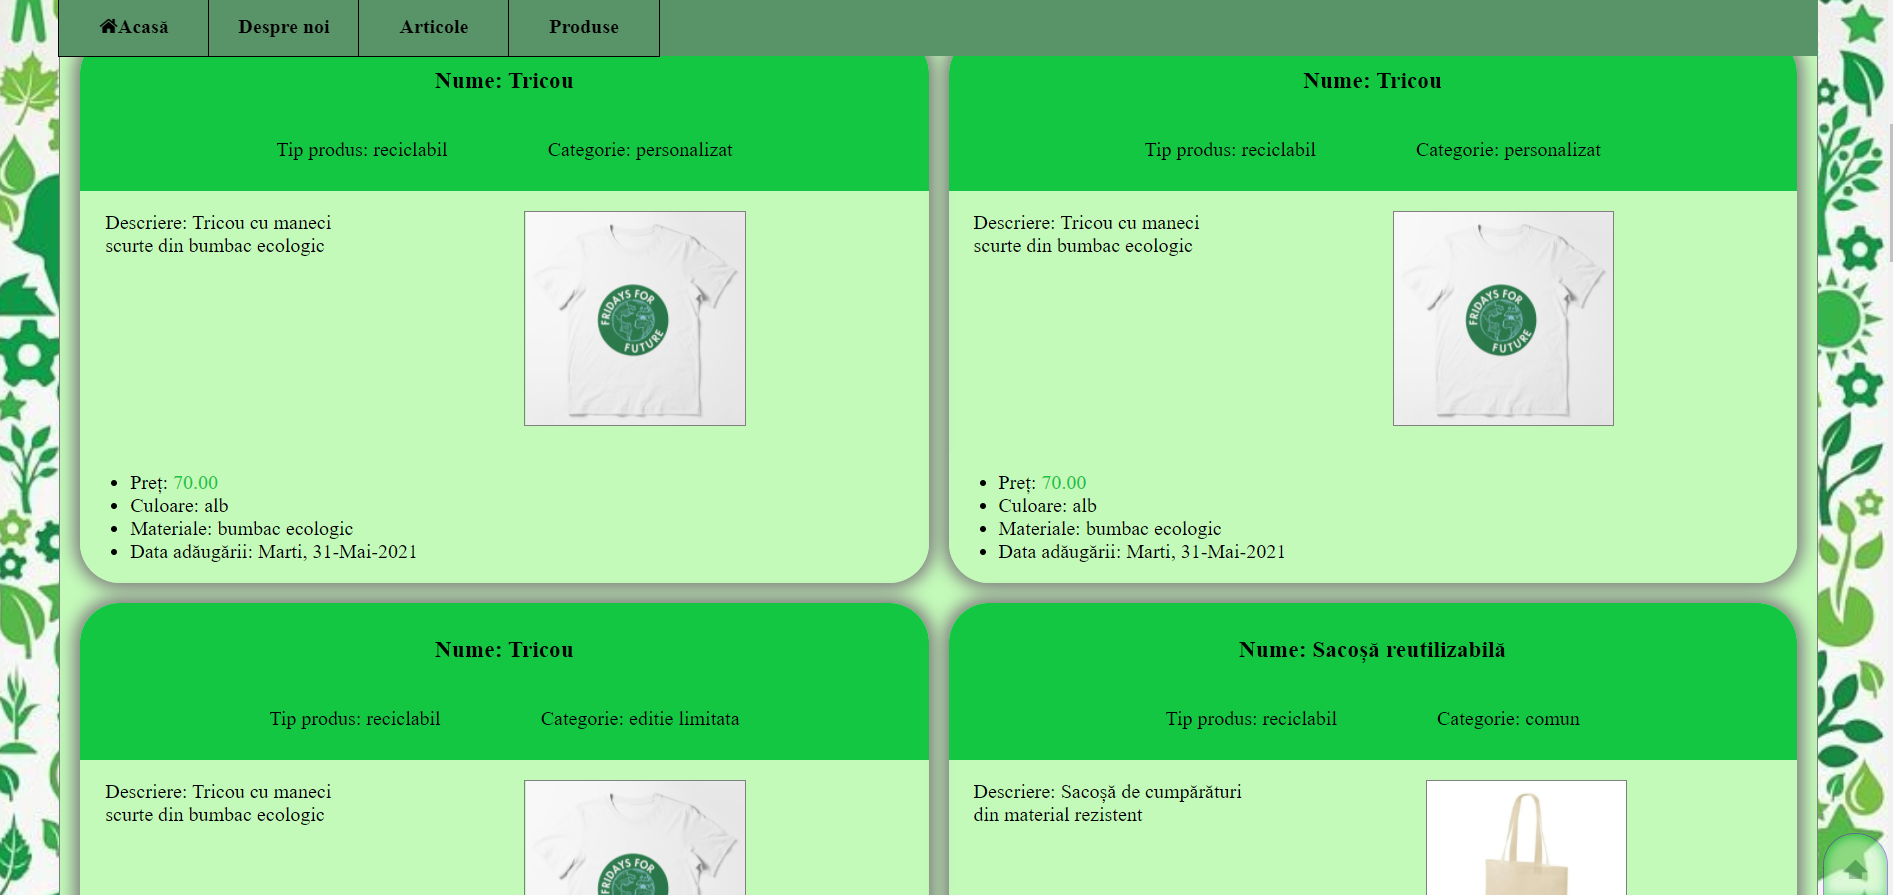 Acasă Despre noi Articole Produse
Nume: Tricou
Tip produs: reciclabil Categorie: personalizat
Descriere: Tricou cu maneci
scurte din bumbac ecologic
FRIDAYS FOR
FUTURE
Preț: 70.00
Culoare: alb
Materiale: bumbac ecologic
Data adăugării: Marti, 31-Mai-2021
Nume: Tricou
Tip produs: reciclabil Categorie: personalizat
Descriere: Tricou cu maneci
scurte din bumbac ecologic
FRIDAYS FOR
FUTURE
Preț: 70.00
Culoare: alb
Materiale: bumbac ecologic
Data adăugării: Marti, 31-Mai-2021
Nume: Tricou
Tip produs: reciclabil Categorie: editie limitata
Descriere: Tricou cu maneci
scurte din bumbac ecologic
FRIDAYS FOR
Nume: Sacoșă reutilizabilă
Tip produs: reciclabil Categorie: comun
Descriere: Sacoșă de cumpărături
din material rezistent